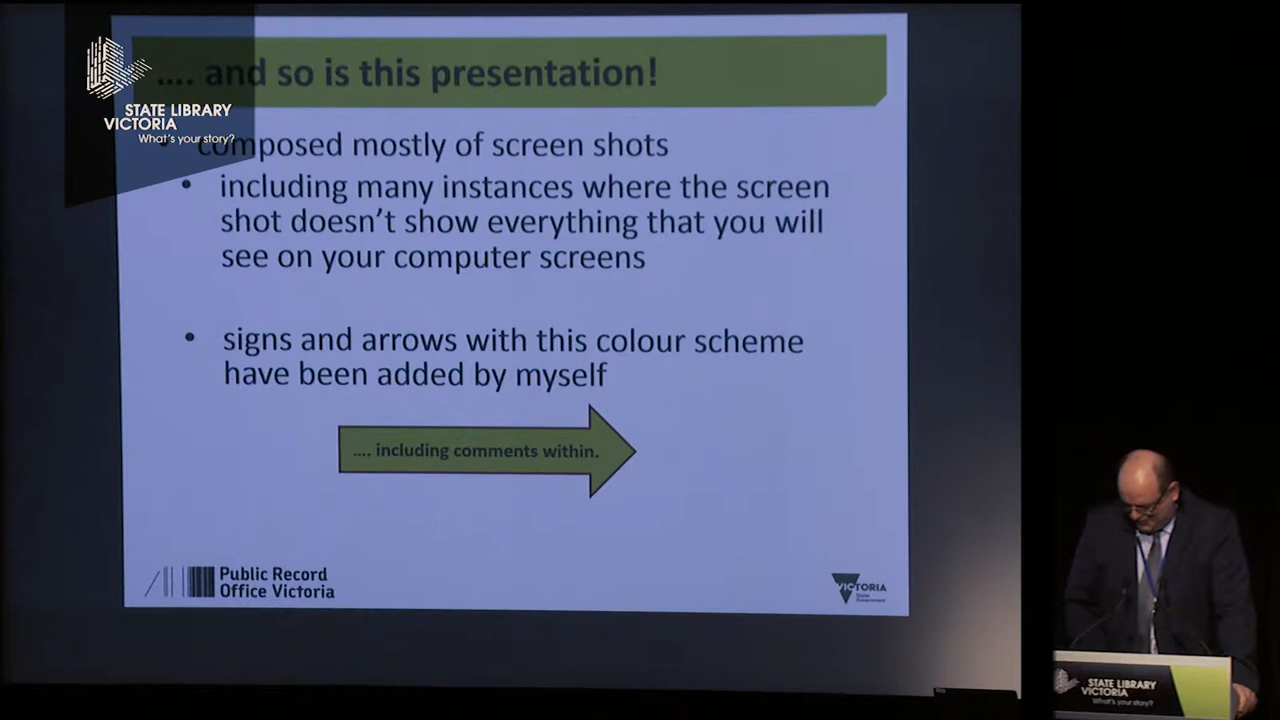 STATE LIBRARY
VICTORIA
What's your story?
.... and so is this presentation!
• composed mostly of screen shots
• including many instances where the screen
shot doesn't show everything that you will
see on your computer screens
• signs and arrows with this colour scheme
have been added by myself
.... including comments within.
Public Record
Office Victoria
VICTORIA
State
Government
STATE LIBRARY
VICTORIA
What's your story?